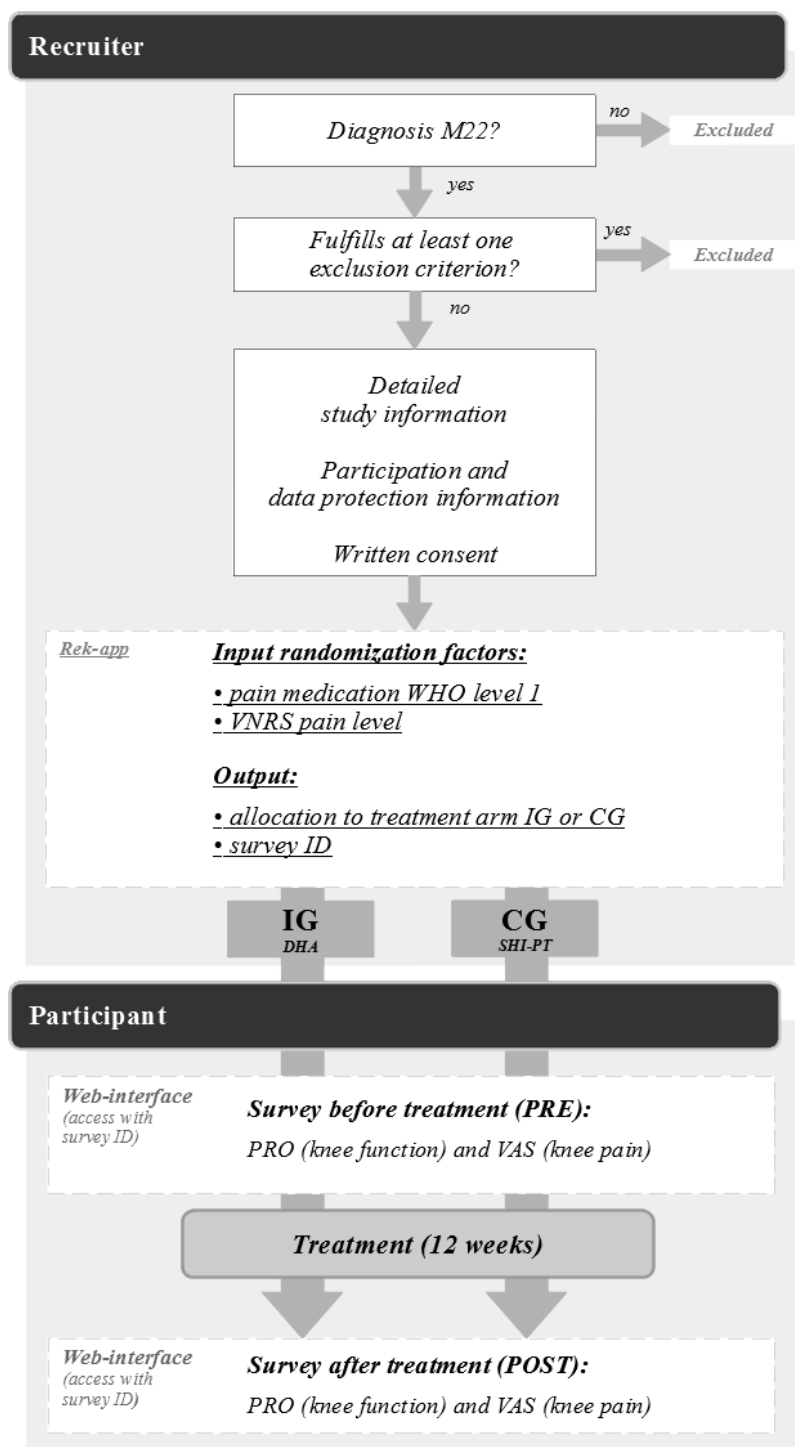 Recruiter
Diagnosis M22?
no
Excluded
yes
Fulfills at least one
exclusion criterion?
yes
Excluded
no
Detailed
study information
Participation and
data protection information
Written consent
Rek-app
Input randomization factors:
• pain medication WHO level 1
• VNRS pain level
Output:
• allocation to treatment arm IG or CG
• survey ID
IG
DHA
CG
SHI-PT
Participant
Web-interface
(access with
survey ID)
Survey before treatment (PRE):
PRO (knee function) and VAS (knee pain)
Treatment (12 weeks)
Web-interface
(access with
survey ID)
Survey after treatment (POST):
PRO (knee function) and VAS (knee pain)